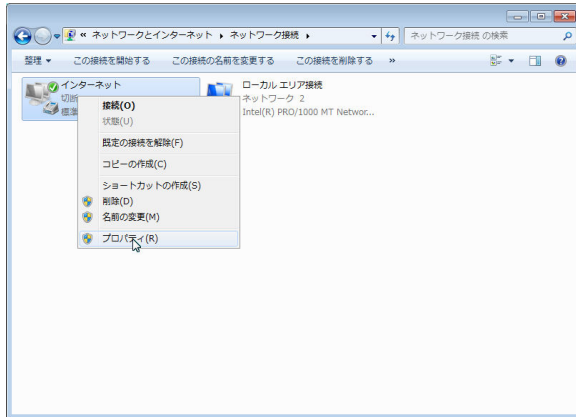 « ネットワークとインターネット ▸ ネットワーク接続 ▸
ネットワーク接続 の検索
整理 ▼ この接続を開始する この接続の名前を変更する この接続を削除する »
インターネット
切断
標準
ローカル エリア接続
ネットワーク 2
Intel(R) PRO/1000 MT Networ...
接続(O)
状態(U)
既定の接続を解除(F)
コピーの作成(C)
ショートカットの作成(S)
削除(D)
名前の変更(M)
プロパティ(R)